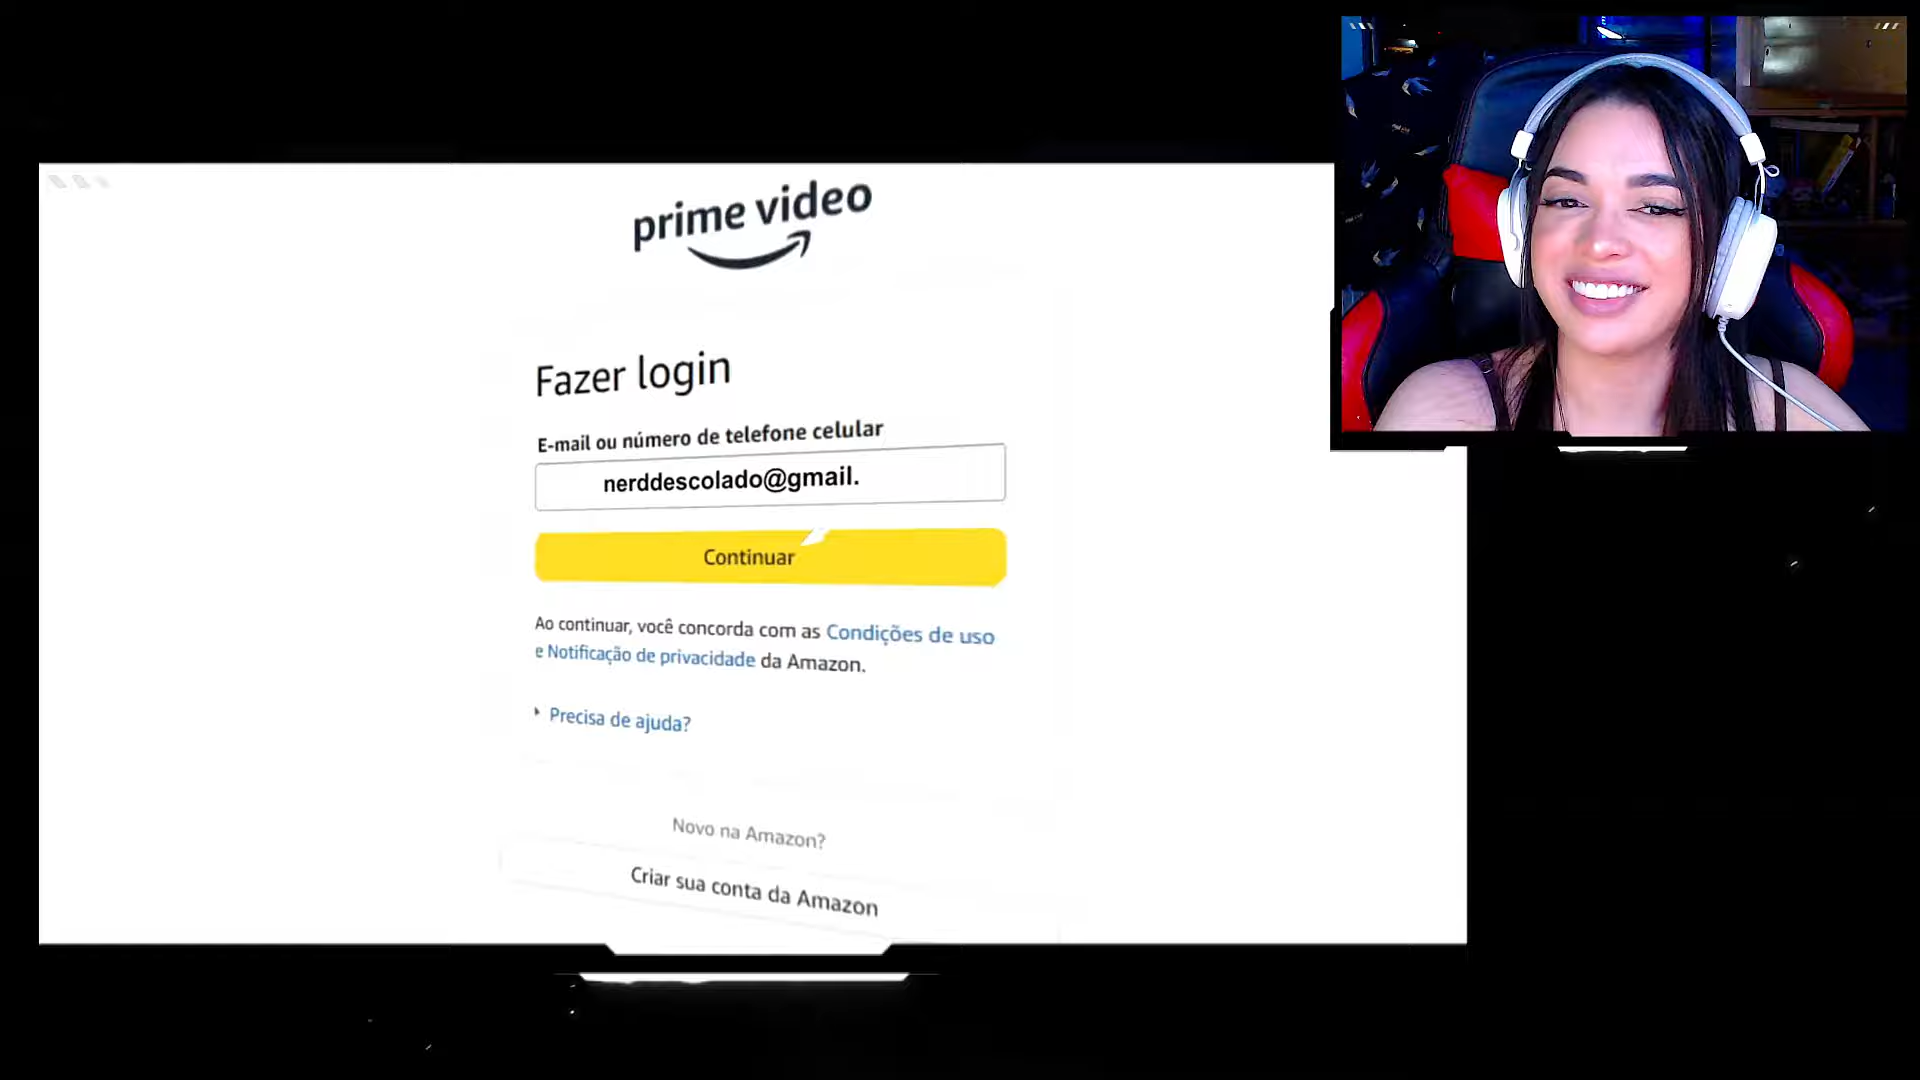 prime video
Fazer login
E-mail ou número de telefone celular
nerddescolado@gmail.
Continuar
Ao continuar, você concorda com as Condições de uso
e Notificação de privacidade da Amazon.
Precisa de ajuda?
Novo na Amazon?
Criar sua conta da Amazon